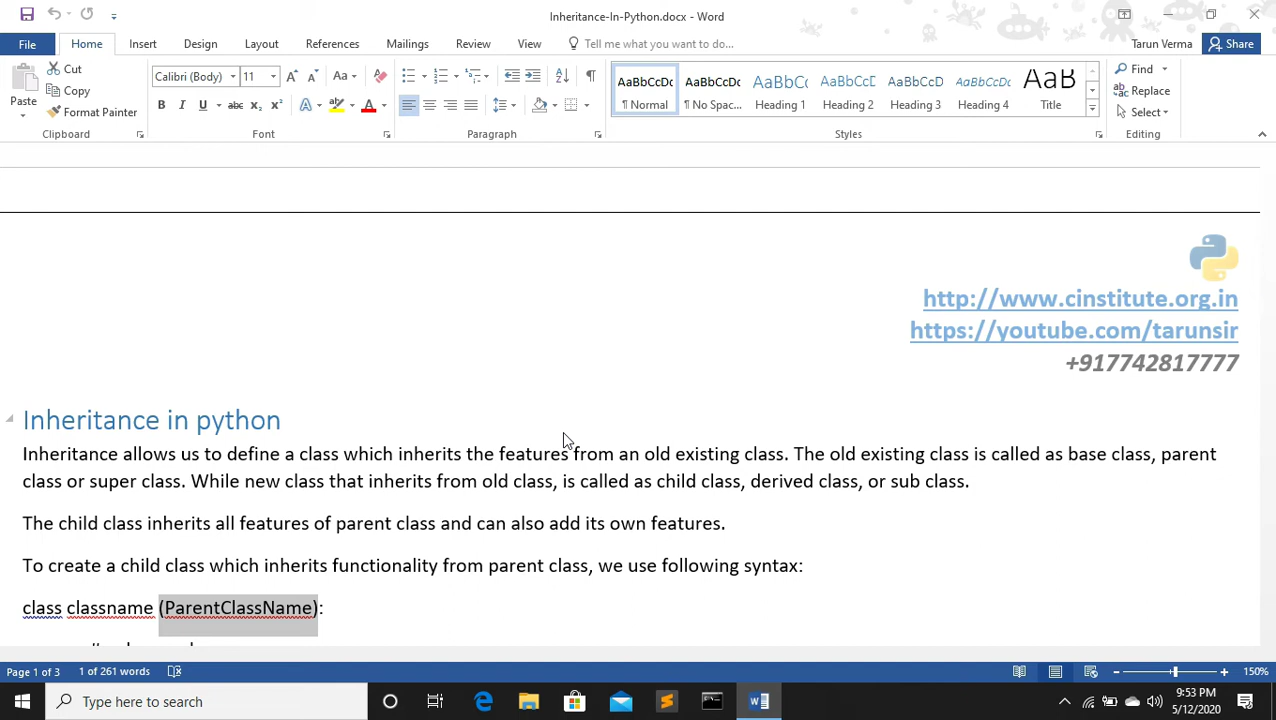 Inheritance-In-Python.docx - Word
File Home Insert Design Layout References Mailings Review View Tell me what you want to do... Tarun Verma Share
Paste Cut Copy Format Painter
Clipboard
Calibri (Body) 11 Aa
B I U abc x₂ x² A A
Font
Paragraph
AaBbCcDc AaBbCcDc AaBbC AaBbCcD AaBbCcD AaBbCcD AaB
¶ Normal ¶ No Spac... Heading 1 Heading 2 Heading 3 Heading 4 Title
Styles
Find
Replace
Select
Editing
http://www.cinstitute.org.in
https://youtube.com/tarunsir
+917742817777
Inheritance in python
Inheritance allows us to define a class which inherits the features from an old existing class. The old existing class is called as base class, parent
class or super class. While new class that inherits from old class, is called as child class, derived class, or sub class.
The child class inherits all features of parent class and can also add its own features.
To create a child class which inherits functionality from parent class, we use following syntax:
class classname (ParentClassName):
Page 1 of 3 1 of 261 words 150%
Type here to search
9:53 PM
5/12/2020